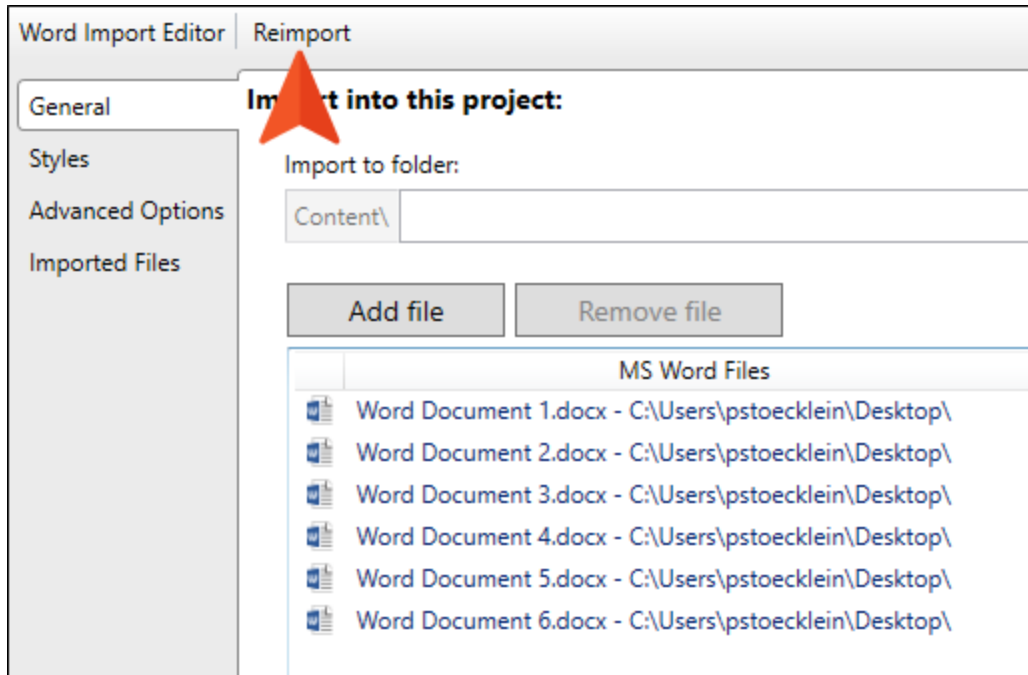 Word Import Editor Reimport
General
Styles
Advanced Options
Imported Files
Import into this project:
Import to folder:
Content\
Add file Remove file
MS Word Files
Word Document 1.docx - C:\Users\pstoecklein\Desktop\
Word Document 2.docx - C:\Users\pstoecklein\Desktop\
Word Document 3.docx - C:\Users\pstoecklein\Desktop\
Word Document 4.docx - C:\Users\pstoecklein\Desktop\
Word Document 5.docx - C:\Users\pstoecklein\Desktop\
Word Document 6.docx - C:\Users\pstoecklein\Desktop\